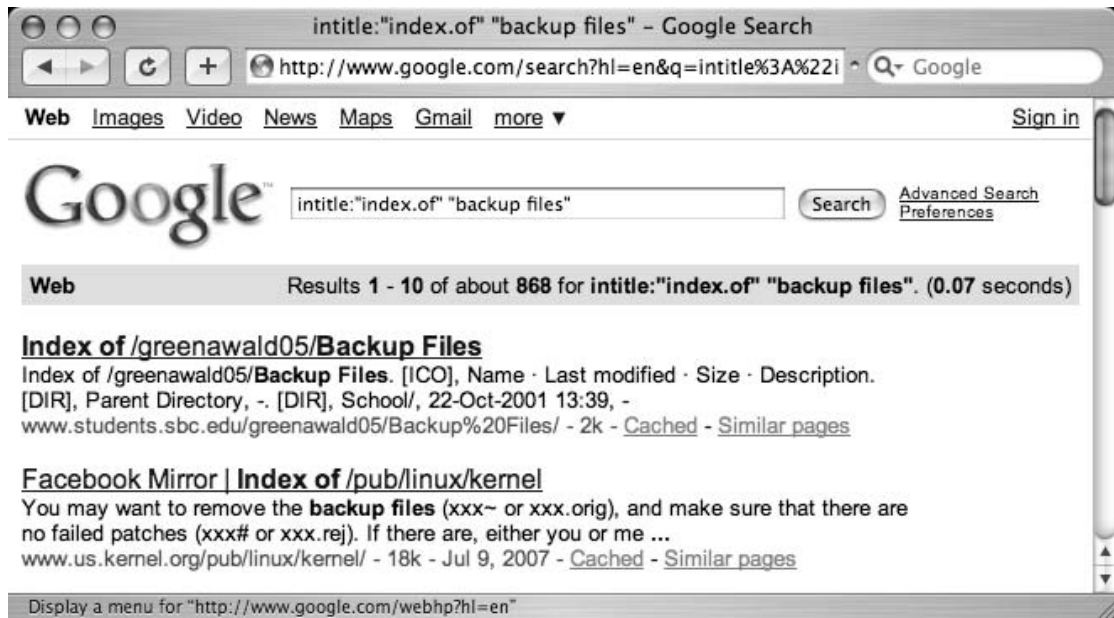 intitle:"index.of" "backup files" – Google Search
http://www.google.com/search?hl=en&q=intitle%3A%22i
Google
Web Images Video News Maps Gmail more ▼ Sign in
Google™
intitle:"index.of" "backup files"
Search
Advanced Search
Preferences
Web Results 1 - 10 of about 868 for intitle:"index.of" "backup files". (0.07 seconds)
Index of /greenawald05/Backup Files
Index of /greenawald05/Backup Files. [ICO], Name · Last modified · Size · Description.
[DIR], Parent Directory, -. [DIR], School/, 22-Oct-2001 13:39, -
www.students.sbc.edu/greenawald05/Backup%20Files/ - 2k - Cached - Similar pages
Facebook Mirror | Index of /pub/linux/kernel
You may want to remove the backup files (xxx~ or xxx.orig), and make sure that there are
no failed patches (xxx# or xxx.rej). If there are, either you or me ...
www.us.kernel.org/pub/linux/kernel/ - 18k - Jul 9, 2007 - Cached - Similar pages
Display a menu for "http://www.google.com/webhp?hl=en"